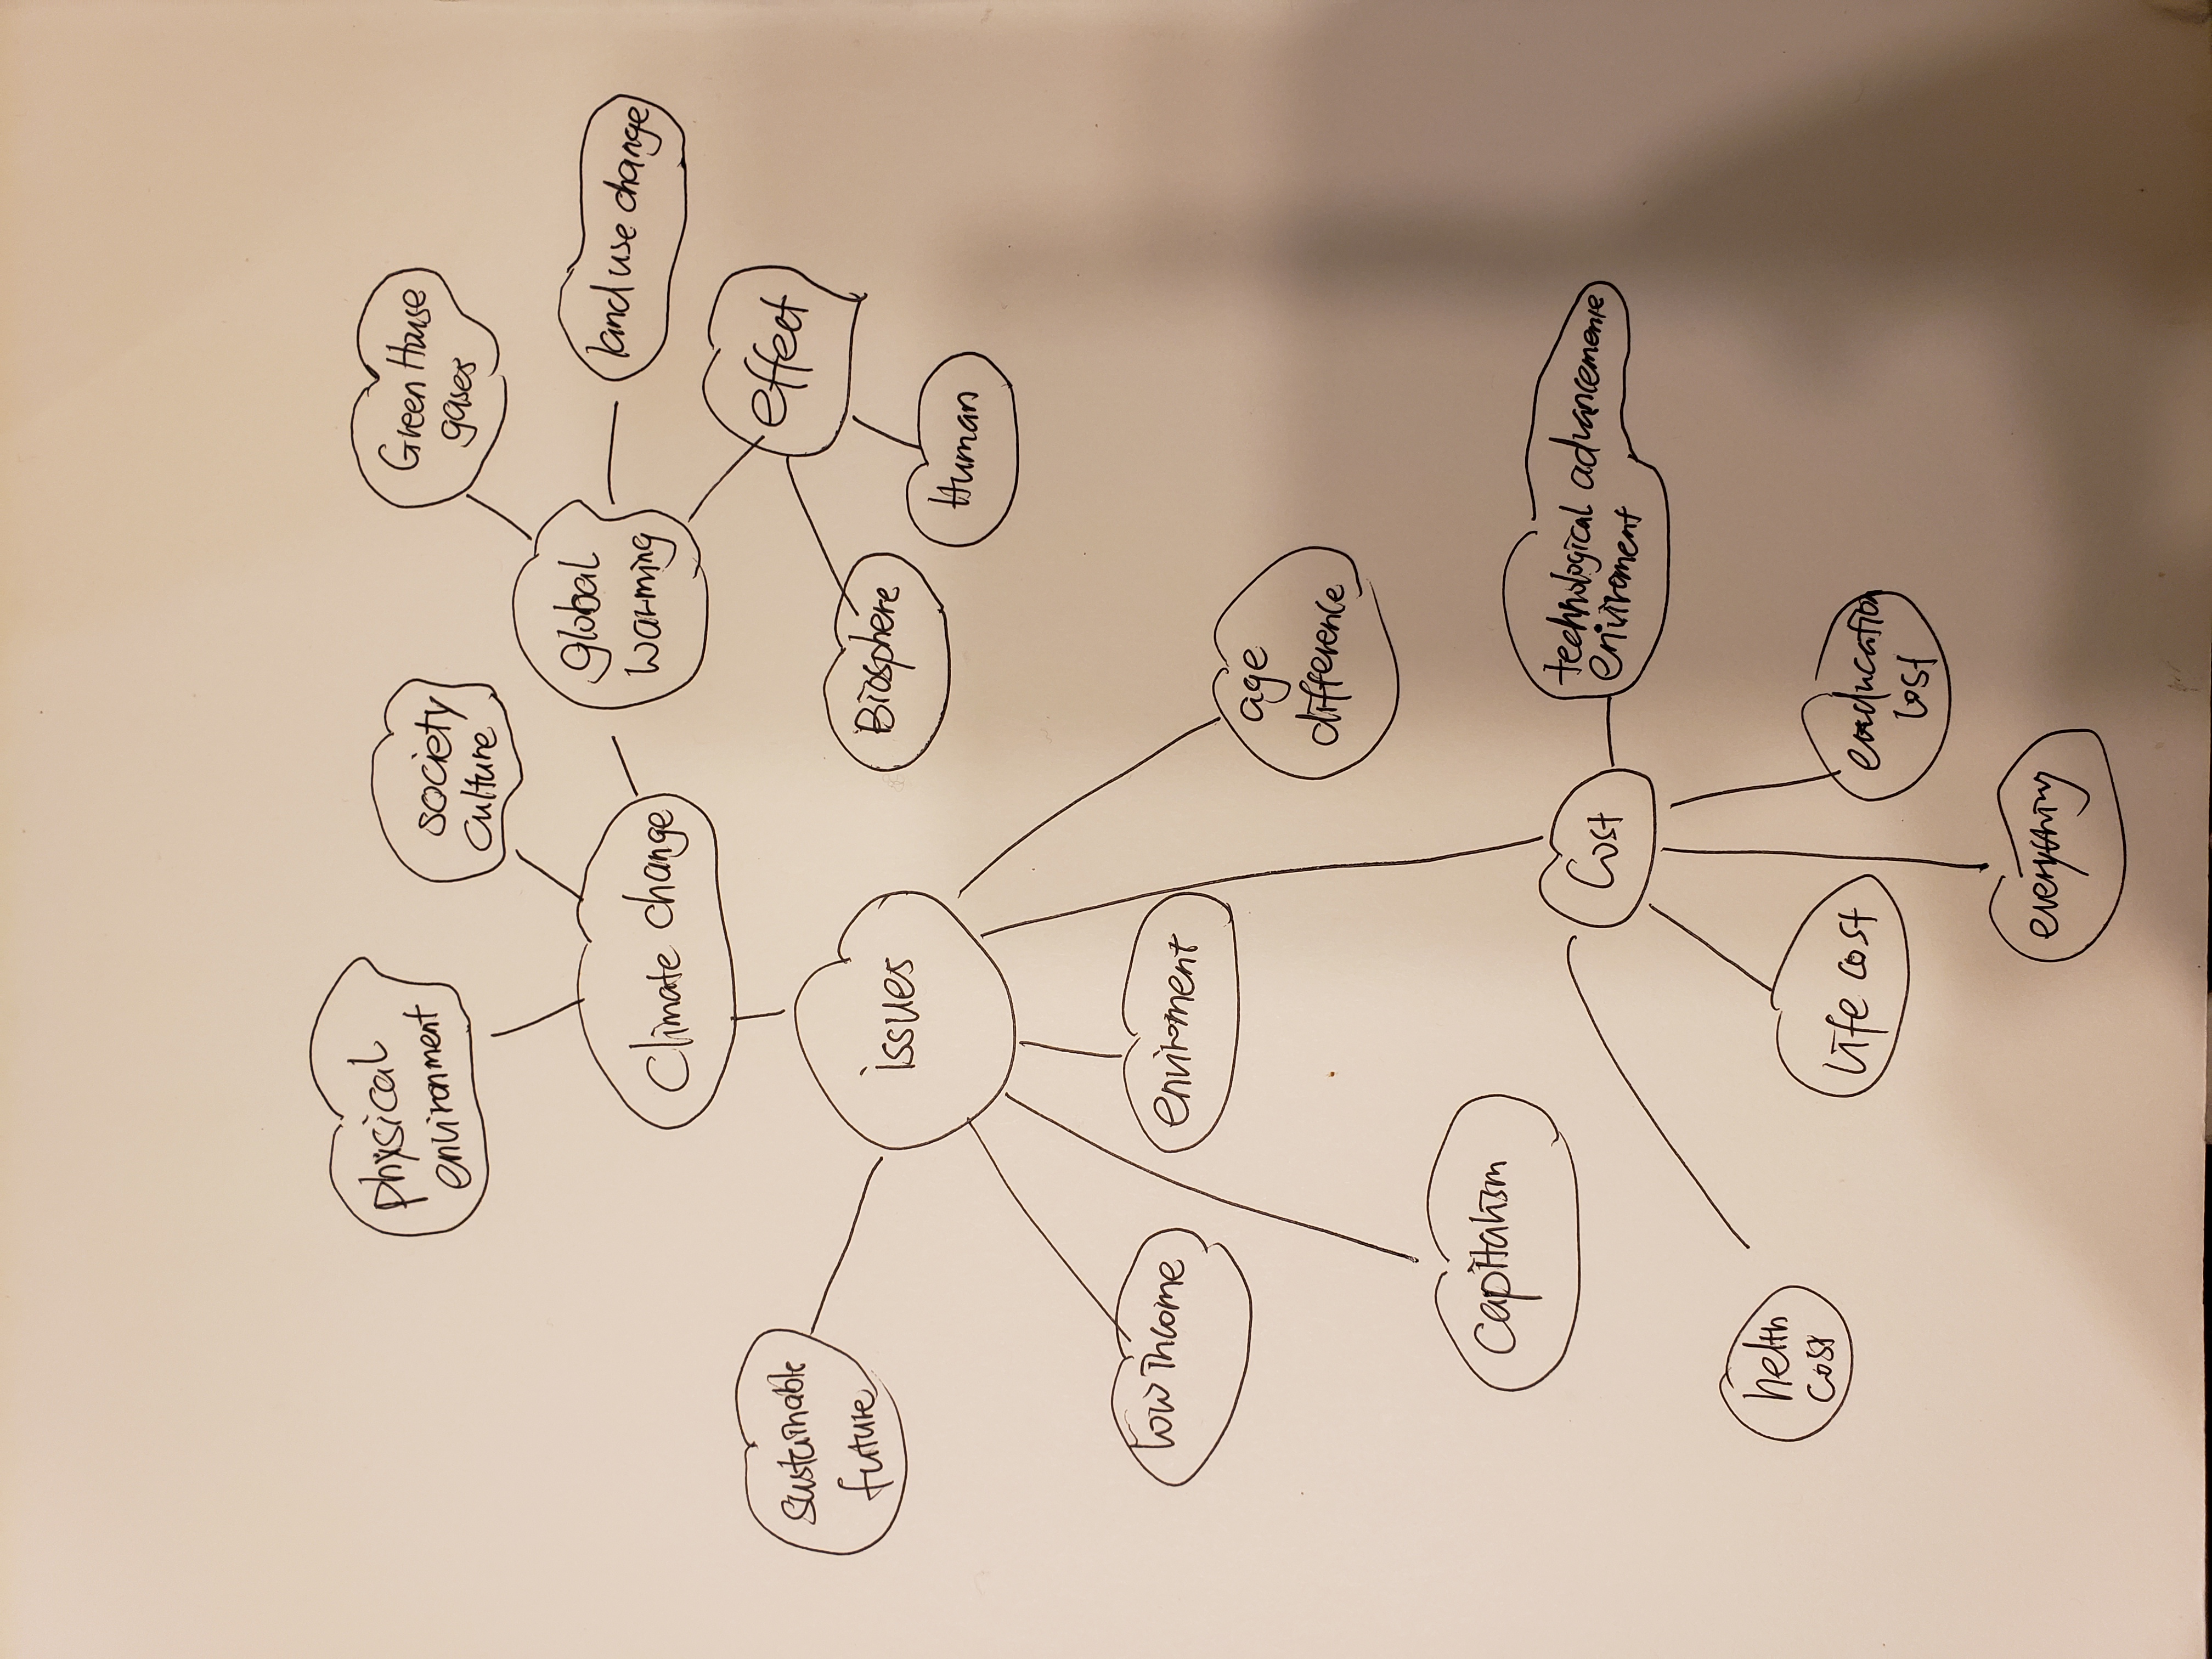 physical
environment
society
culture
Green House
gases
global
warming
land use change
Climate change
effect
sustainable
future
issues
Biosphere
Human
low income
enviroment
age
difference
capitalism
Cost
technological advancemente
enviroment
helth
cost
life cost
eaducation
cost
everything